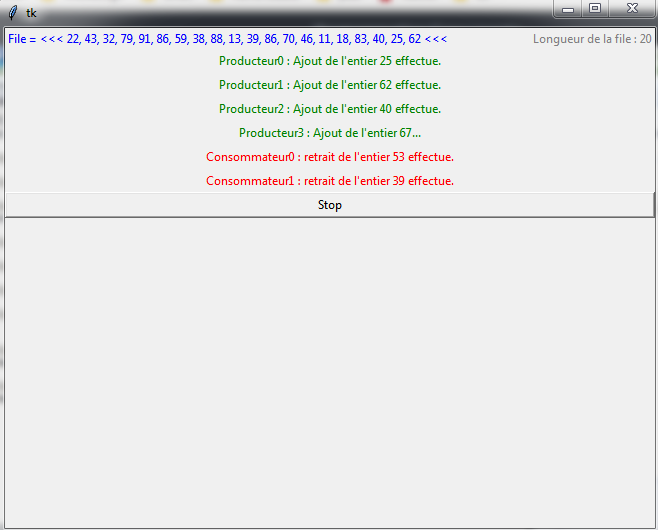 tk
File = <<< 22, 43, 32, 79, 91, 86, 59, 38, 88, 13, 39, 86, 70, 46, 11, 18, 83, 40, 25, 62 <<< Longueur de la file : 20
Producteur0 : Ajout de l'entier 25 effectue.
Producteur1 : Ajout de l'entier 62 effectue.
Producteur2 : Ajout de l'entier 40 effectue.
Producteur3 : Ajout de l'entier 67...
Consommateur0 : retrait de l'entier 53 effectue.
Consommateur1 : retrait de l'entier 39 effectue.
Stop